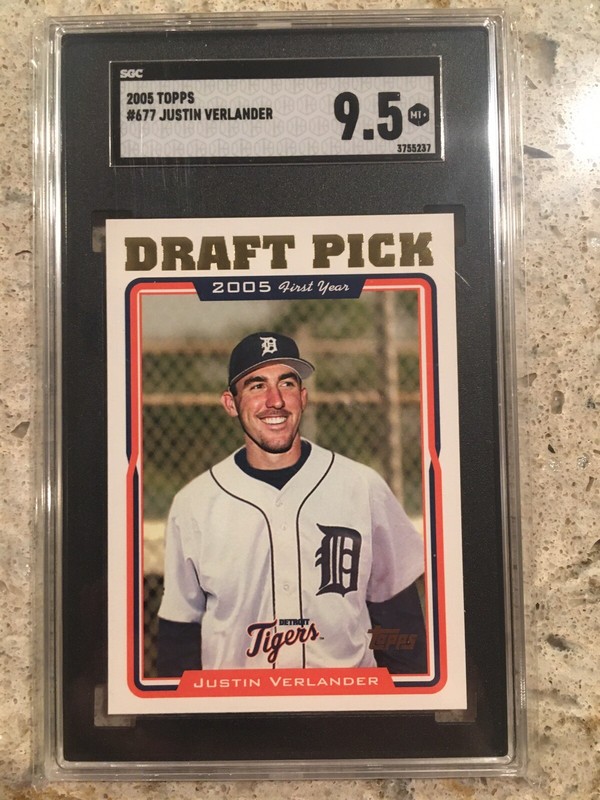 SGC
2005 TOPPS
#677 JUSTIN VERLANDER
9.5
MT+
3755237
DRAFT PICK
2005 First Year
D
D
DETROIT
Tigers
Topps
JUSTIN VERLANDER